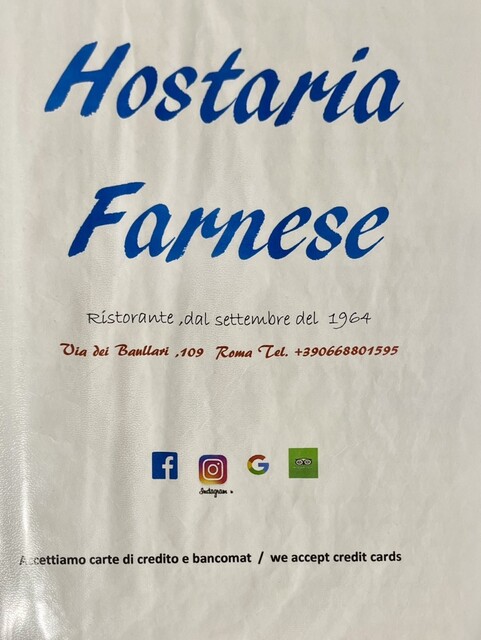 Hostaria
Farnese
Ristorante ,dal settembre del 1964
Via dei Baullari ,109 Roma Tel. +390668801595
Instagram
Accettiamo carte di credito e bancomat / we accept credit cards